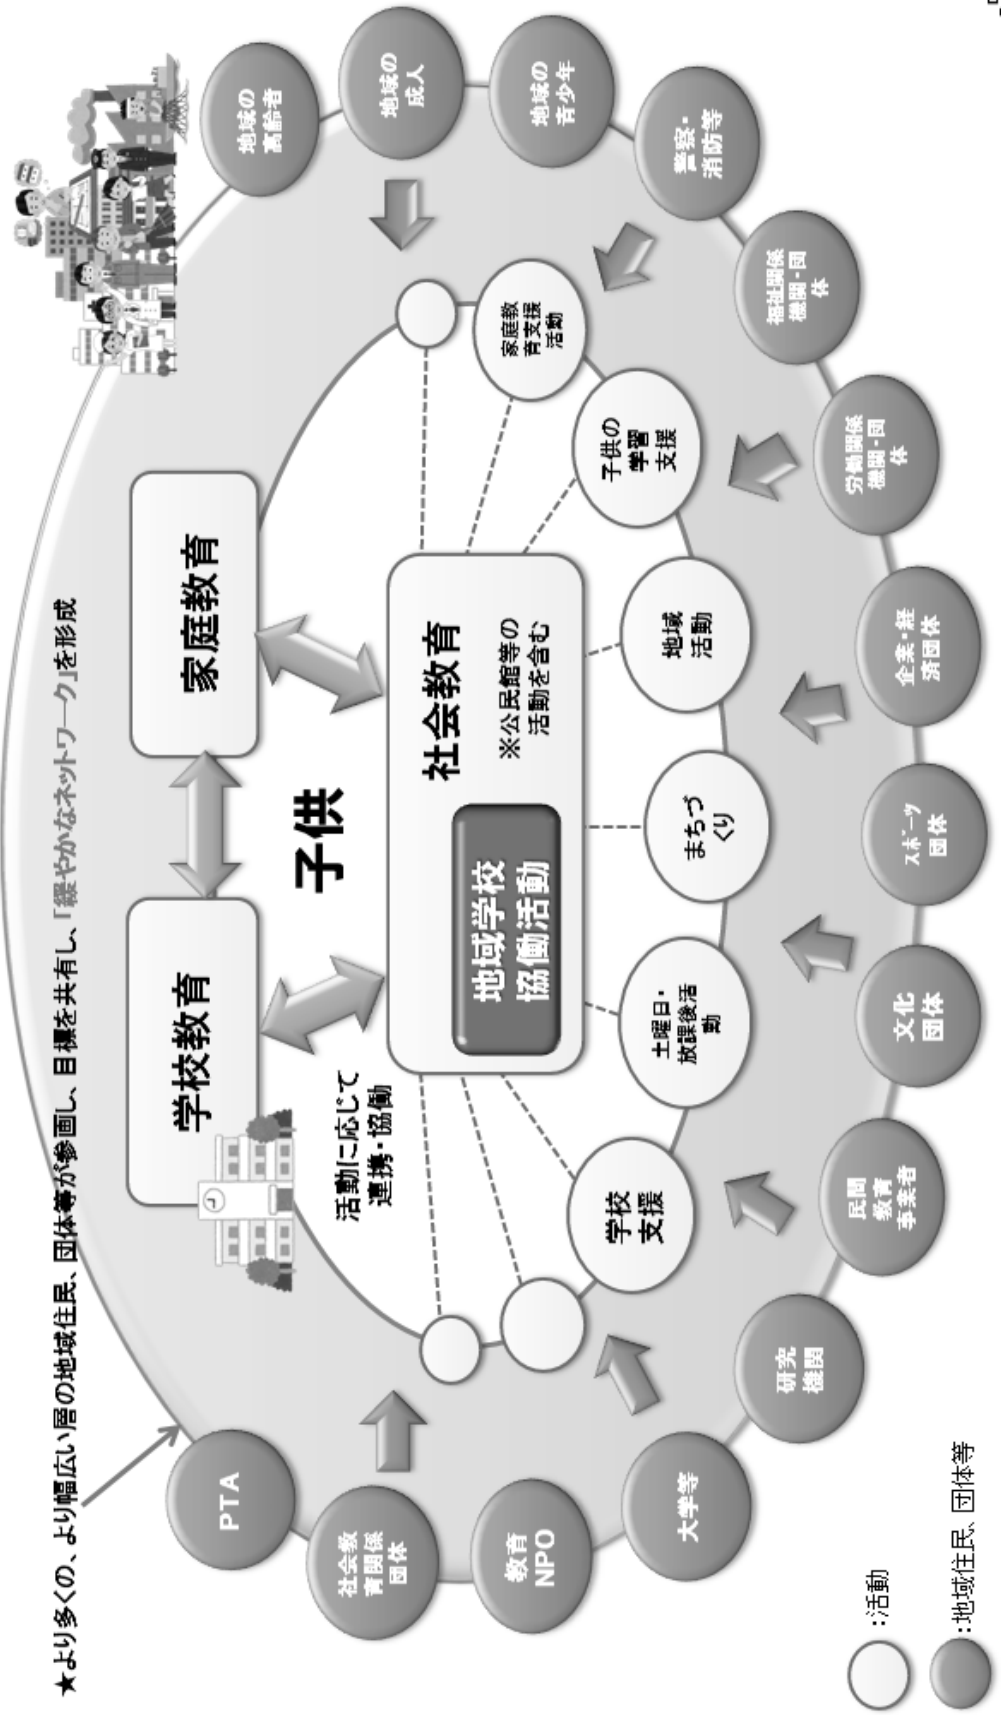 ★より多くの、より幅広い層の地域住民、団体等が参画し、目標を共有し、「緩やかなネットワーク」を形成
学校教育
家庭教育
子供
活動に応じて
連携・協働
社会教育
※公民館等の
活動を含む
地域学校
協働活動
学校
支援
土曜日・
放課後活
動
まちづ
くり
地域
活動
子供の
学習
支援
家庭教
育支援
活動
PTA
社会教
育関係
団体
教育
NPO
大学等
研究
機関
民間
教育
事業者
文化
団体
スポーツ
団体
企業・経
済団体
労働関係
機関・団
体
福祉関係
機関・団
体
警察・
消防等
地域の
青少年
地域の
成人
地域の
高齢者
:活動
:地域住民、団体等